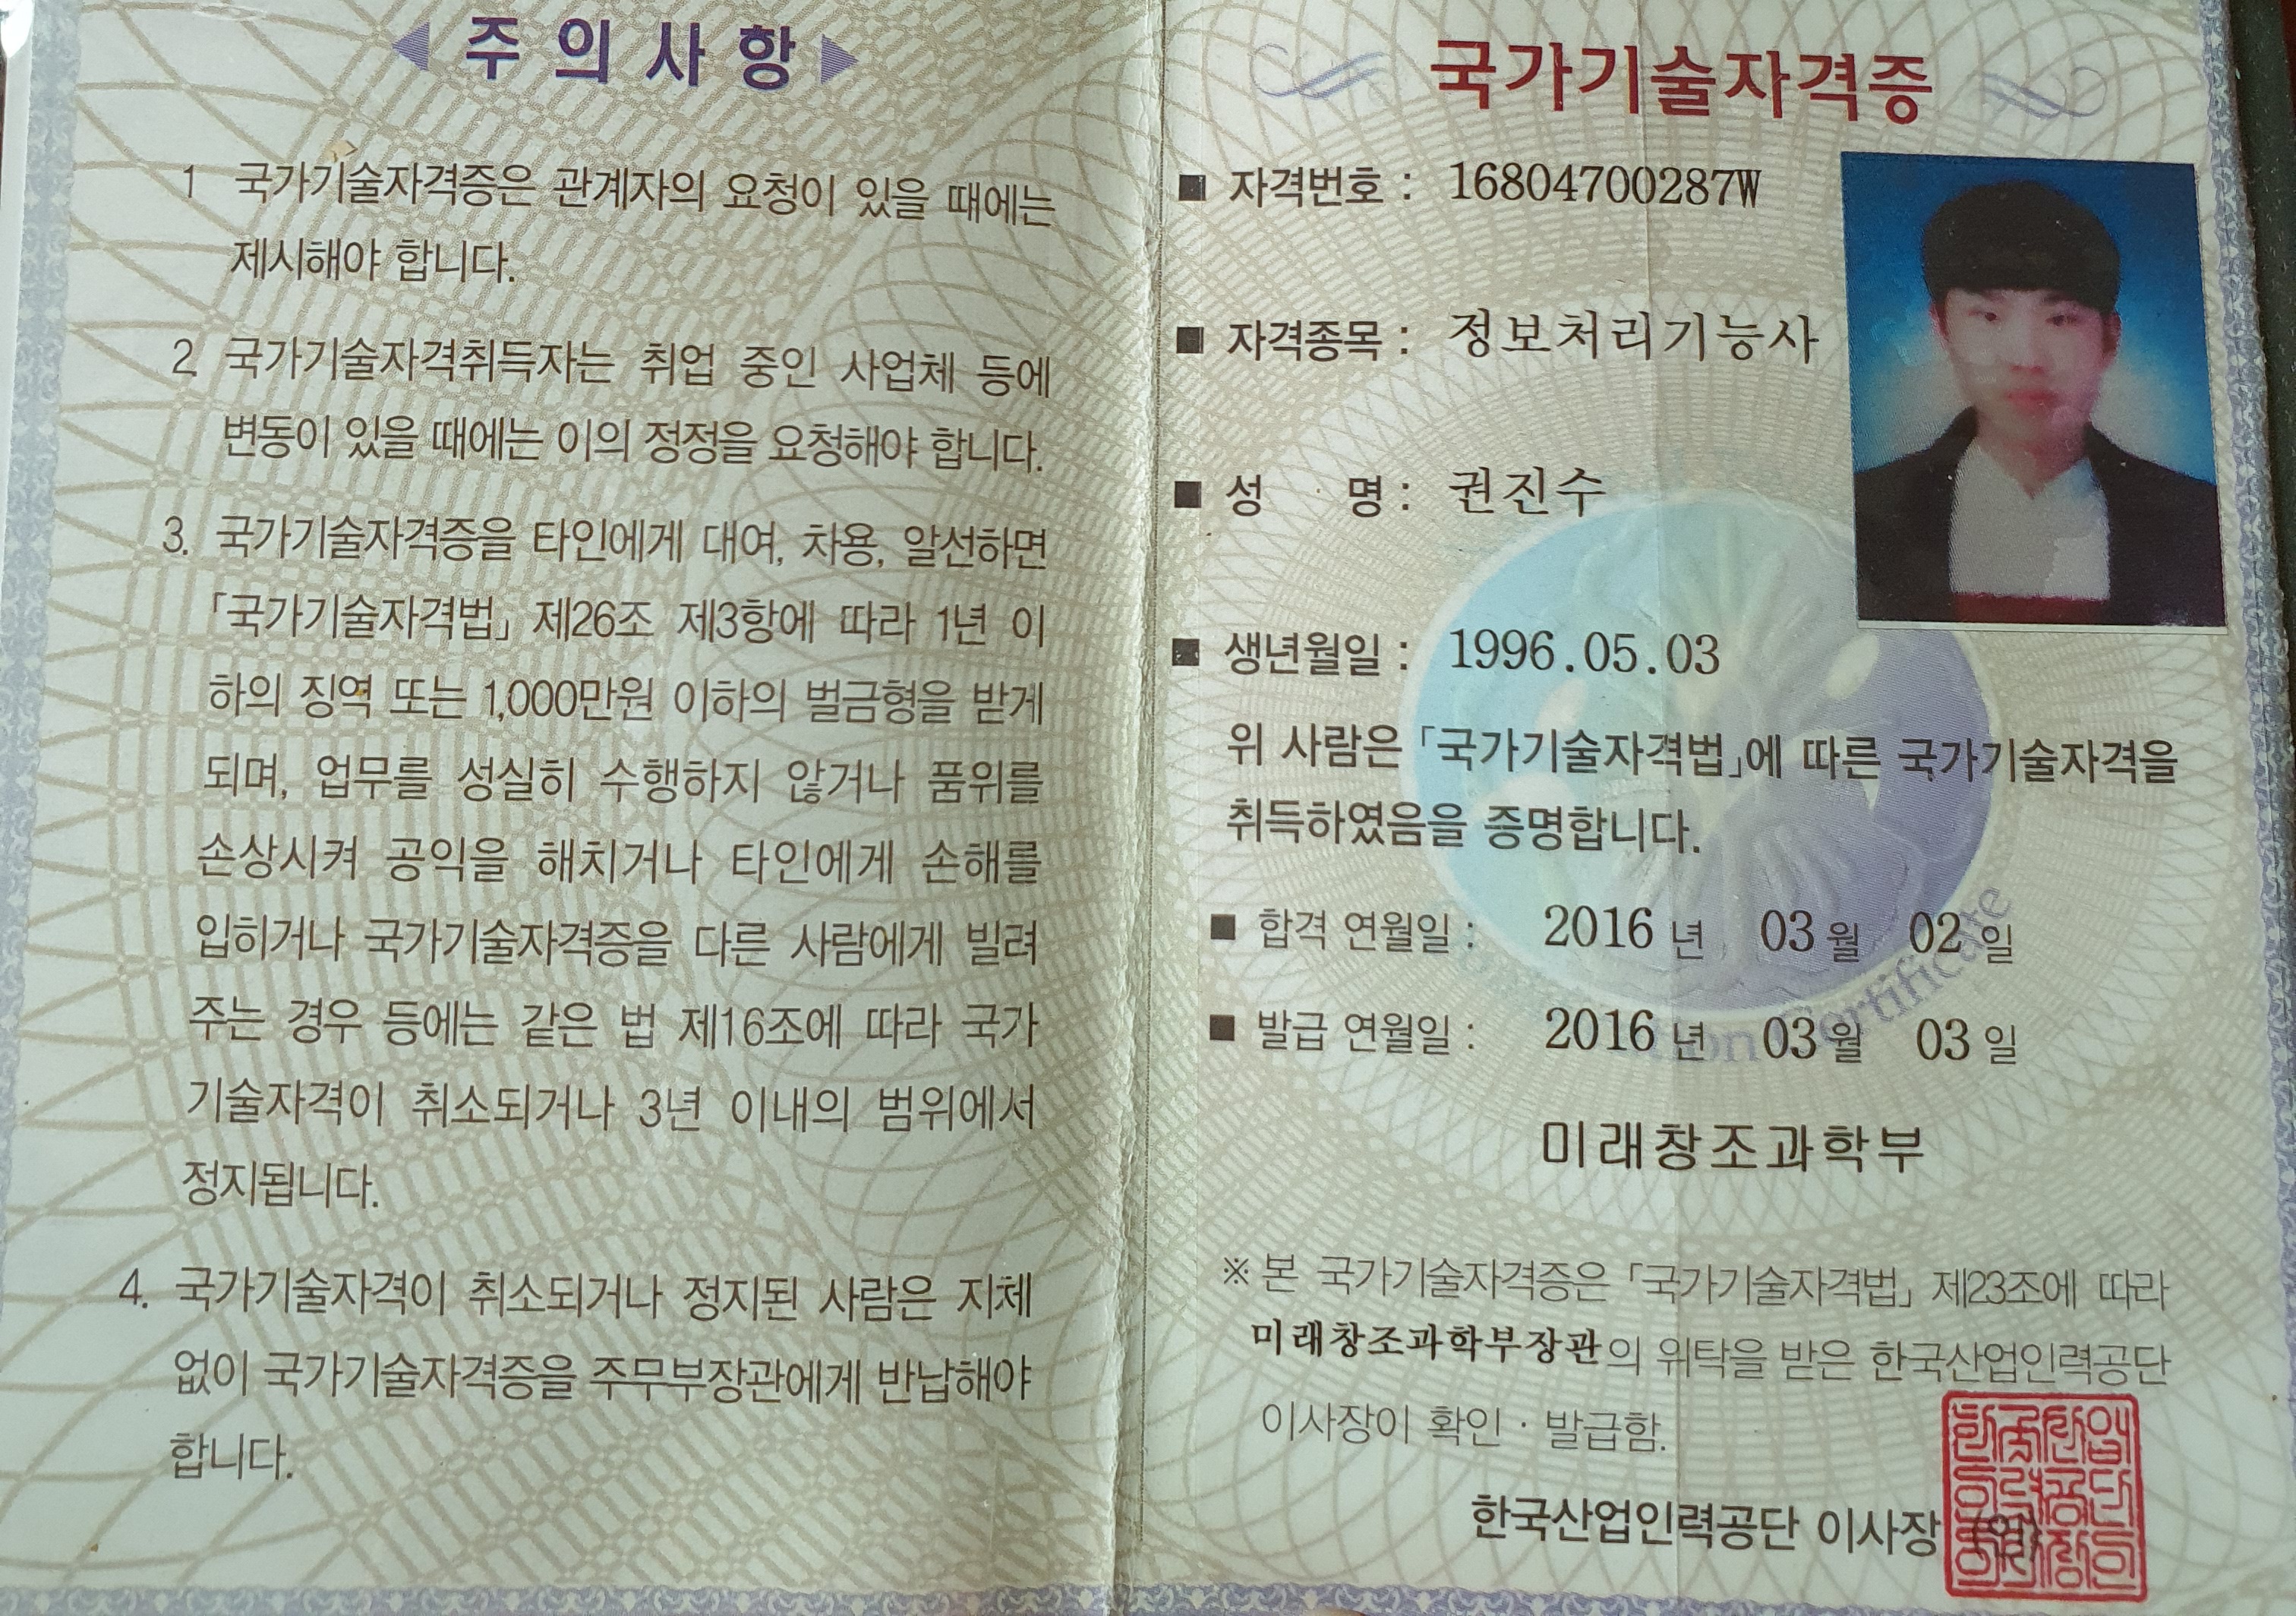 ◀ 주 의 사 항 ▶
1 국가기술자격증은 관계자의 요청이 있을 때에는
제시해야 합니다.
2. 국가기술자격취득자는 취업 중인 사업체 등에
변동이 있을 때에는 이의 정정을 요청해야 합니다.
3. 국가기술자격증을 타인에게 대여, 차용, 알선하면
「국가기술자격법」 제26조 제3항에 따라 1년 이
하의 징역 또는 1,000만원 이하의 벌금형을 받게
되며, 업무를 성실히 수행하지 않거나 품위를
손상시켜 공익을 해치거나 타인에게 손해를
입히거나 국가기술자격증을 다른 사람에게 빌려
주는 경우 등에는 같은 법 제16조에 따라 국가
기술자격이 취소되거나 3년 이내의 범위에서
정지됩니다.
4. 국가기술자격이 취소되거나 정지된 사람은 지체
없이 국가기술자격증을 주무부장관에게 반납해야
합니다.
국가기술자격증
■ 자격번호 : 16804700287W
■ 자격종목 : 정보처리기능사
■ 성 명 : 권진수
■ 생년월일 : 1996.05.03
위 사람은 「국가기술자격법」에 따른 국가기술자격을
취득하였음을 증명합니다.
■ 합격 연월일 : 2016 년 03 월 02 일
■ 발급 연월일 : 2016 년 03 월 03 일
Certificate
미래창조과학부
※ 본 국가기술자격증은 「국가기술자격법」 제23조에 따라
미래창조과학부장관의 위탁을 받은 한국산업인력공단
이사장이 확인 · 발급함.
한국산업인력공단 이사장 (인)